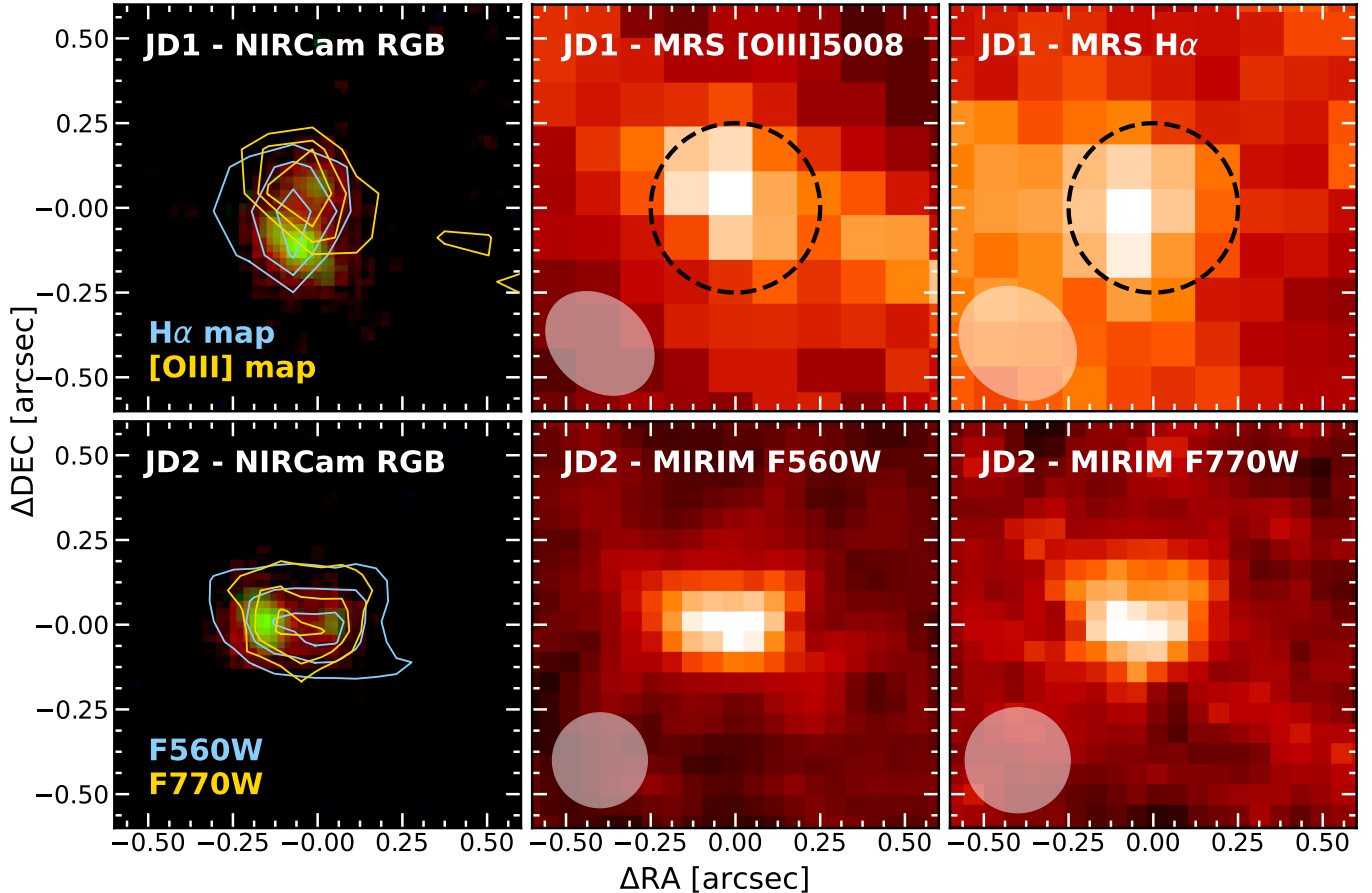 JD1 - NIRCam RGB
JD1 - MRS [OIII]5008
JD1 - MRS Hα
0.50
0.25
−0.00
−0.25
−0.50
Hα map
[OIII] map
JD2 - NIRCam RGB
JD2 - MIRIM F560W
JD2 - MIRIM F770W
0.50
0.25
−0.00
−0.25
−0.50
F560W
F770W
ΔDEC [arcsec]
−0.50 −0.25 −0.00 0.25 0.50
−0.50 −0.25 0.00 0.25 0.50
−0.50 −0.25 0.00 0.25 0.50
ΔRA [arcsec]